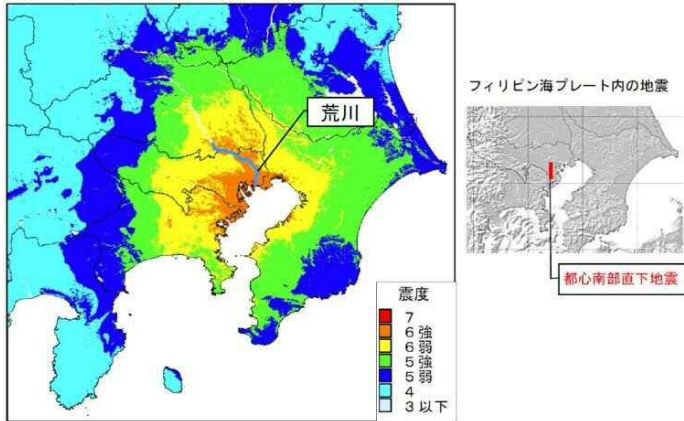 荒川
震度
7
6強
6弱
5強
5弱
4
3以下
フィリピン海プレート内の地震
都心南部直下地震